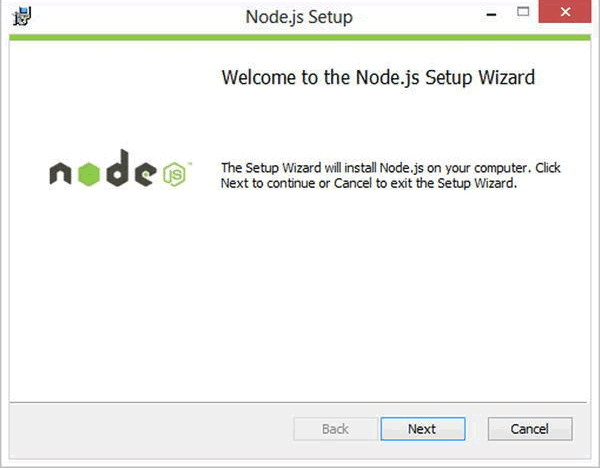 Node.js Setup
Welcome to the Node.js Setup Wizard
node
JS
™
The Setup Wizard will install Node.js on your computer. Click
Next to continue or Cancel to exit the Setup Wizard.
Back
Next
Cancel